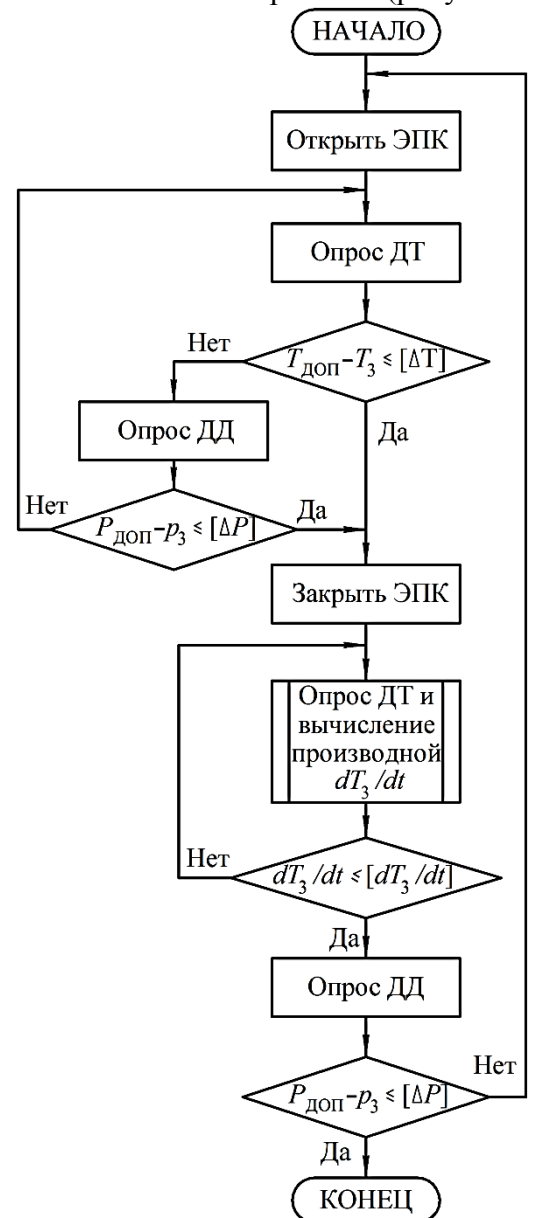 НАЧАЛО
Открыть ЭПК
Опрос ДТ
Нет
T_доп–T_з ≤ [ΔT]
Опрос ДД
Да
Нет
P_доп–p_з ≤ [ΔP]
Да
Закрыть ЭПК
Опрос ДТ и
вычисление
производной
dT_з /dt
Нет
dT_з /dt ≤ [dT_з /dt]
Да
Опрос ДД
Нет
P_доп–p_з ≤ [ΔP]
Да
КОНЕЦ